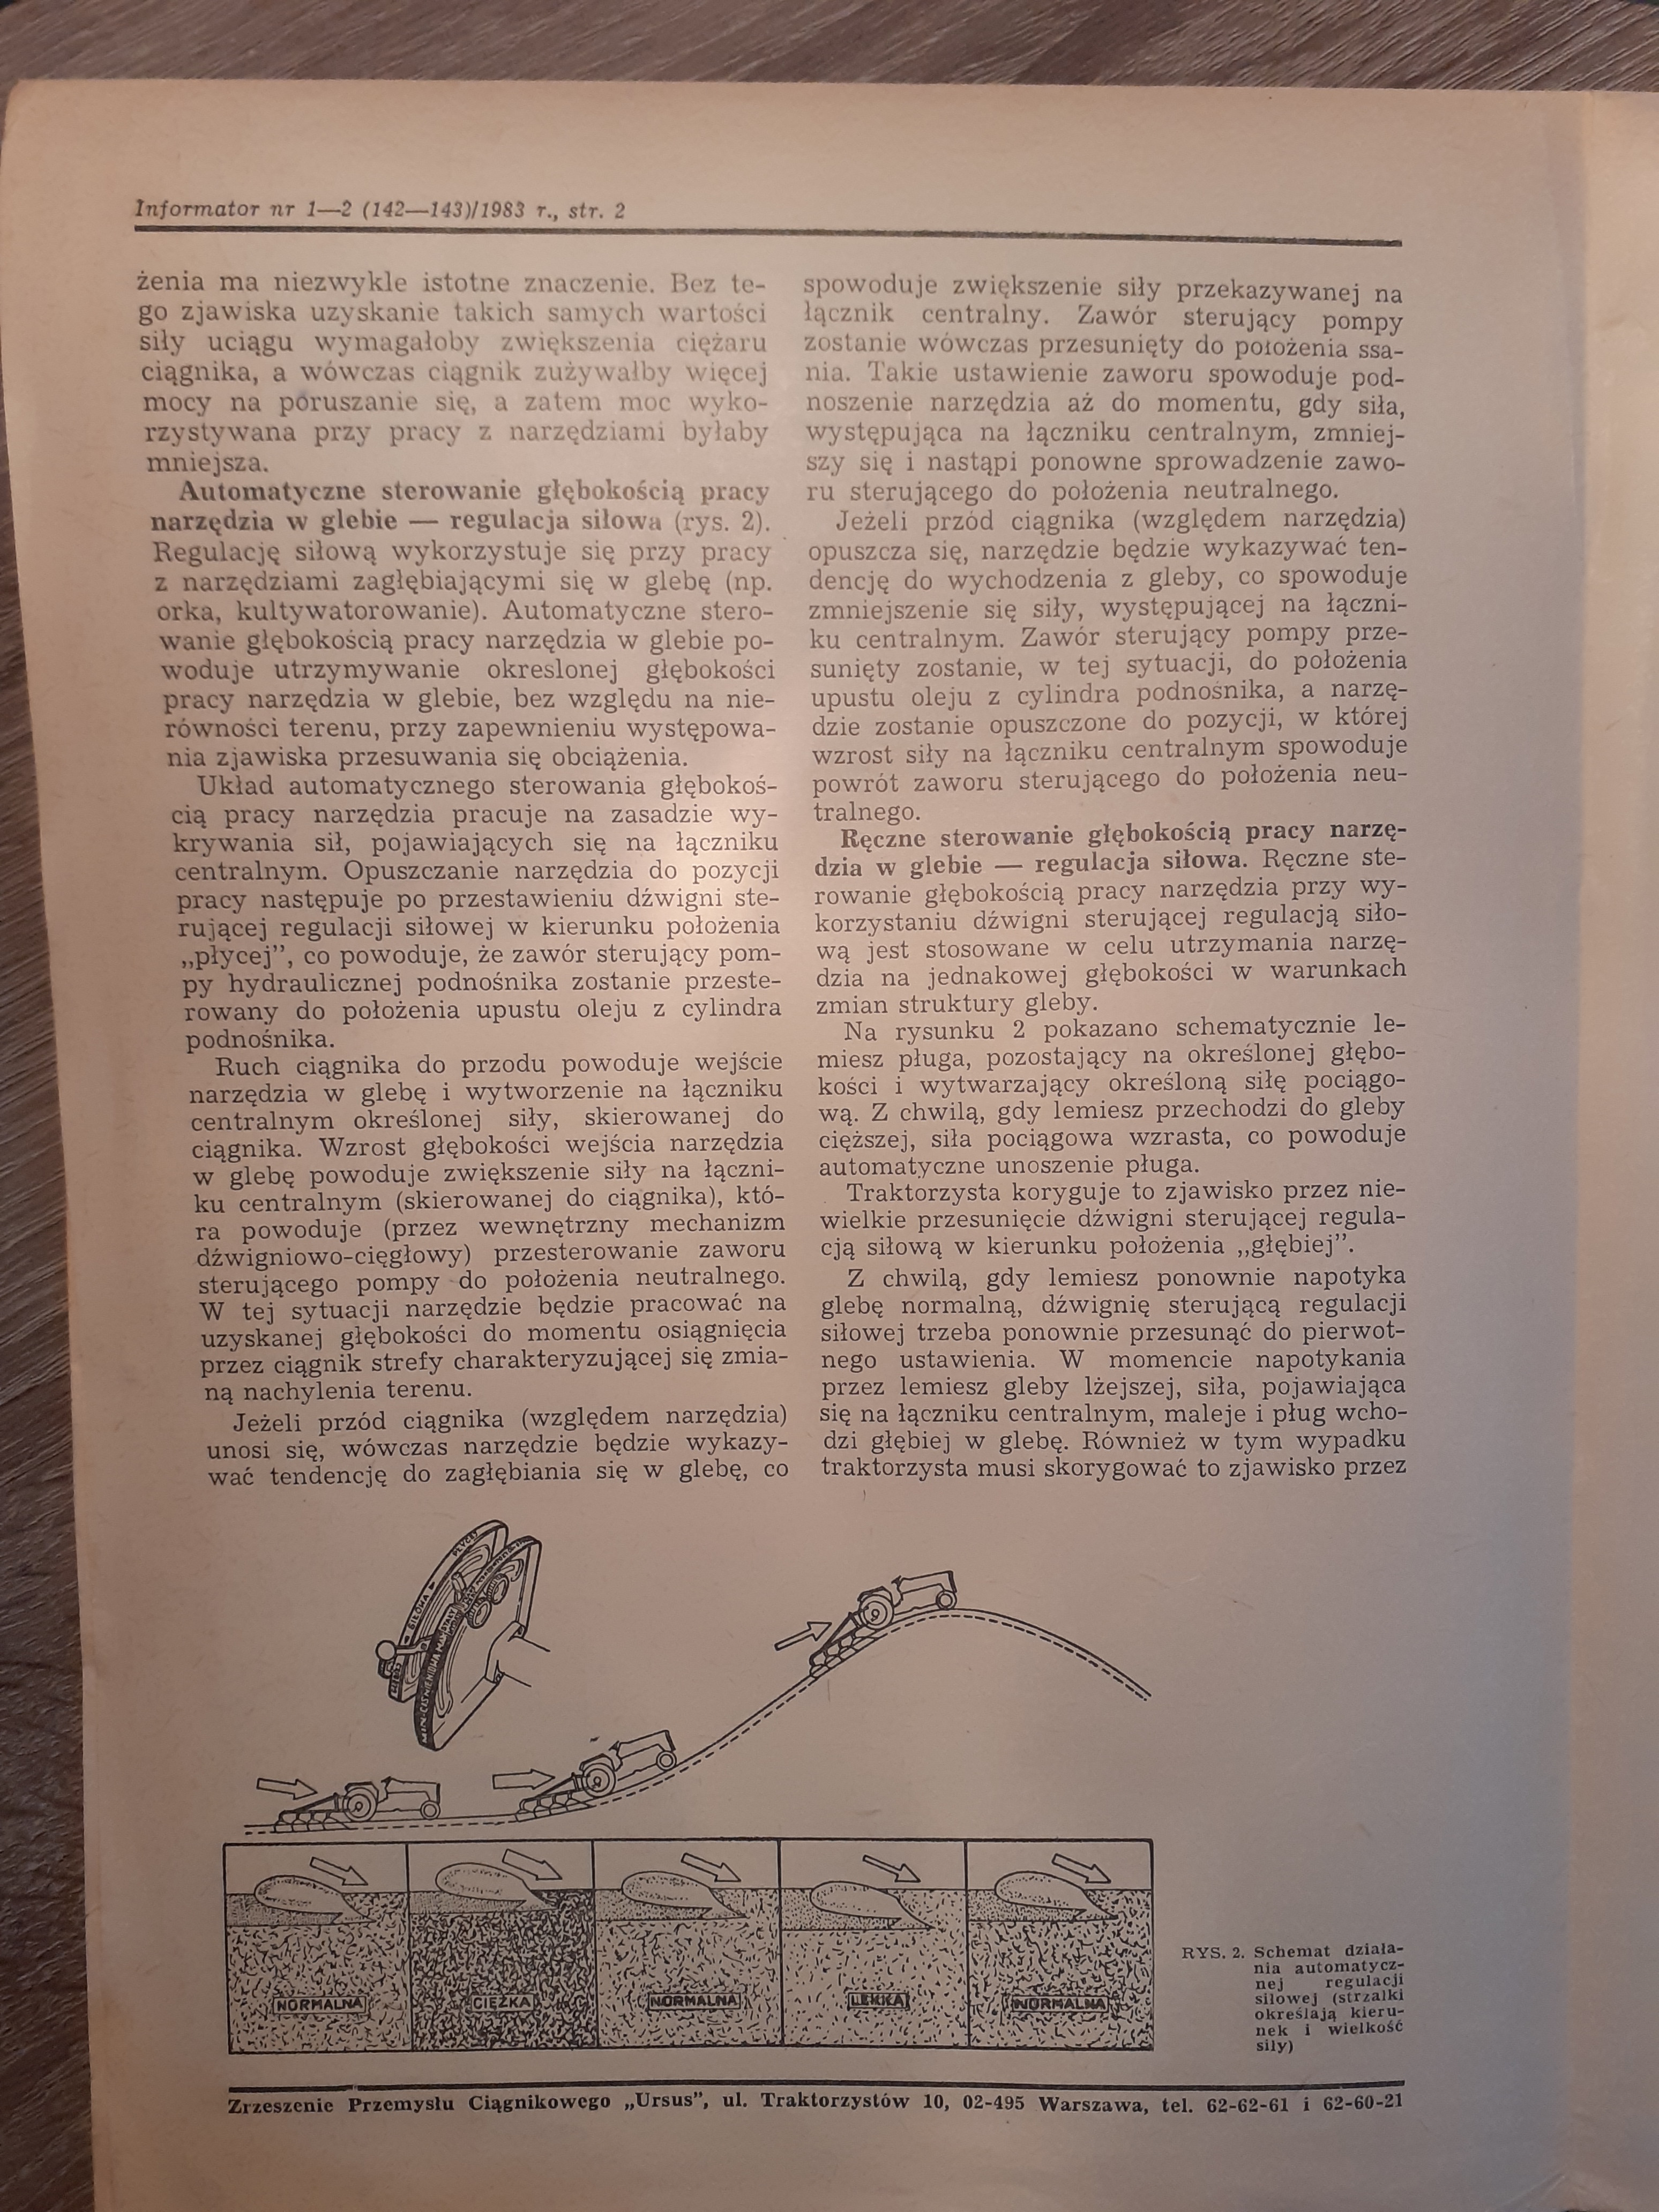 Informator nr 1—2 (142—143)/1983 r., str. 2
żenia ma niezwykle istotne znaczenie. Bez te-
go zjawiska uzyskanie takich samych wartości
siły uciągu wymagałoby zwiększenia ciężaru
ciągnika, a wówczas ciągnik zużywałby więcej
mocy na poruszanie się, a zatem moc wyko-
rzystywana przy pracy z narzędziami byłaby
mniejsza.
Automatyczne sterowanie głębokością pracy
narzędzia w glebie — regulacja siłowa (rys. 2).
Regulację siłową wykorzystuje się przy pracy
z narzędziami zagłębiającymi się w glebę (np.
orka, kultywatorowanie). Automatyczne stero-
wanie głębokością pracy narzędzia w glebie po-
woduje utrzymywanie okreslonej głębokości
pracy narzędzia w glebie, bez względu na nie-
równości terenu, przy zapewnieniu występowa-
nia zjawiska przesuwania się obciążenia.
Układ automatycznego sterowania głębokoś-
cią pracy narzędzia pracuje na zasadzie wy-
krywania sił, pojawiających się na łączniku
centralnym. Opuszczanie narzędzia do pozycji
pracy następuje po przestawieniu dźwigni ste-
rującej regulacji siłowej w kierunku położenia
„płycej”, co powoduje, że zawór sterujący pom-
py hydraulicznej podnośnika zostanie przeste-
rowany do położenia upustu oleju z cylindra
podnośnika.
Ruch ciągnika do przodu powoduje wejście
narzędzia w glebę i wytworzenie na łączniku
centralnym określonej siły, skierowanej do
ciągnika. Wzrost głębokości wejścia narzędzia
w glebę powoduje zwiększenie siły na łączni-
ku centralnym (skierowanej do ciągnika), któ-
ra powoduje (przez wewnętrzny mechanizm
dźwigniowo-cięgłowy) przesterowanie zaworu
sterującego pompy do położenia neutralnego.
W tej sytuacji narzędzie będzie pracować na
uzyskanej głębokości do momentu osiągnięcia
przez ciągnik strefy charakteryzującej się zmia-
ną nachylenia terenu.
Jeżeli przód ciągnika (względem narzędzia)
unosi się, wówczas narzędzie będzie wykazy-
wać tendencję do zagłębiania się w glebę, co
spowoduje zwiększenie siły przekazywanej na
łącznik centralny. Zawór sterujący pompy
zostanie wówczas przesunięty do położenia ssa-
nia. Takie ustawienie zaworu spowoduje pod-
noszenie narzędzia aż do momentu, gdy siła,
występująca na łączniku centralnym, zmniej-
szy się i nastąpi ponowne sprowadzenie zawo-
ru sterującego do położenia neutralnego.
Jeżeli przód ciągnika (względem narzędzia)
opuszcza się, narzędzie będzie wykazywać ten-
dencję do wychodzenia z gleby, co spowoduje
zmniejszenie się siły, występującej na łączni-
ku centralnym. Zawór sterujący pompy prze-
sunięty zostanie, w tej sytuacji, do położenia
upustu oleju z cylindra podnośnika, a narzę-
dzie zostanie opuszczone do pozycji, w której
wzrost siły na łączniku centralnym spowoduje
powrót zaworu sterującego do położenia neu-
tralnego.
Ręczne sterowanie głębokością pracy narzę-
dzia w glebie — regulacja siłowa. Ręczne ste-
rowanie głębokością pracy narzędzia przy wy-
korzystaniu dźwigni sterującej regulacją siło-
wą jest stosowane w celu utrzymania narzę-
dzia na jednakowej głębokości w warunkach
zmian struktury gleby.
Na rysunku 2 pokazano schematycznie le-
miesz pługa, pozostający na określonej głębo-
kości i wytwarzający określoną siłę pociągo-
wą. Z chwilą, gdy lemiesz przechodzi do gleby
cięższej, siła pociągowa wzrasta, co powoduje
automatyczne unoszenie pługa.
Traktorzysta koryguje to zjawisko przez nie-
wielkie przesunięcie dźwigni sterującej regula-
cją siłową w kierunku położenia „głębiej”.
Z chwilą, gdy lemiesz ponownie napotyka
glebę normalną, dźwignię sterującą regulacji
siłowej trzeba ponownie przesunąć do pierwot-
nego ustawienia. W momencie napotykania
przez lemiesz gleby lżejszej, siła, pojawiająca
się na łączniku centralnym, maleje i pług wcho-
dzi głębiej w glebę. Również w tym wypadku
traktorzysta musi skorygować to zjawisko przez
PŁYCEJ
SIŁOWA
NORMALNA
CIĘŻKA
NORMALNA
LEKKA
NORMALNA
RYS. 2. Schemat działa-
nia automatycz-
nej regulacji
siłowej (strzałki
określają kieru-
nek i wielkość
siły)
Zrzeszenie Przemysłu Ciągnikowego „Ursus”, ul. Traktorzystów 10, 02-495 Warszawa, tel. 62-62-61 i 62-60-21